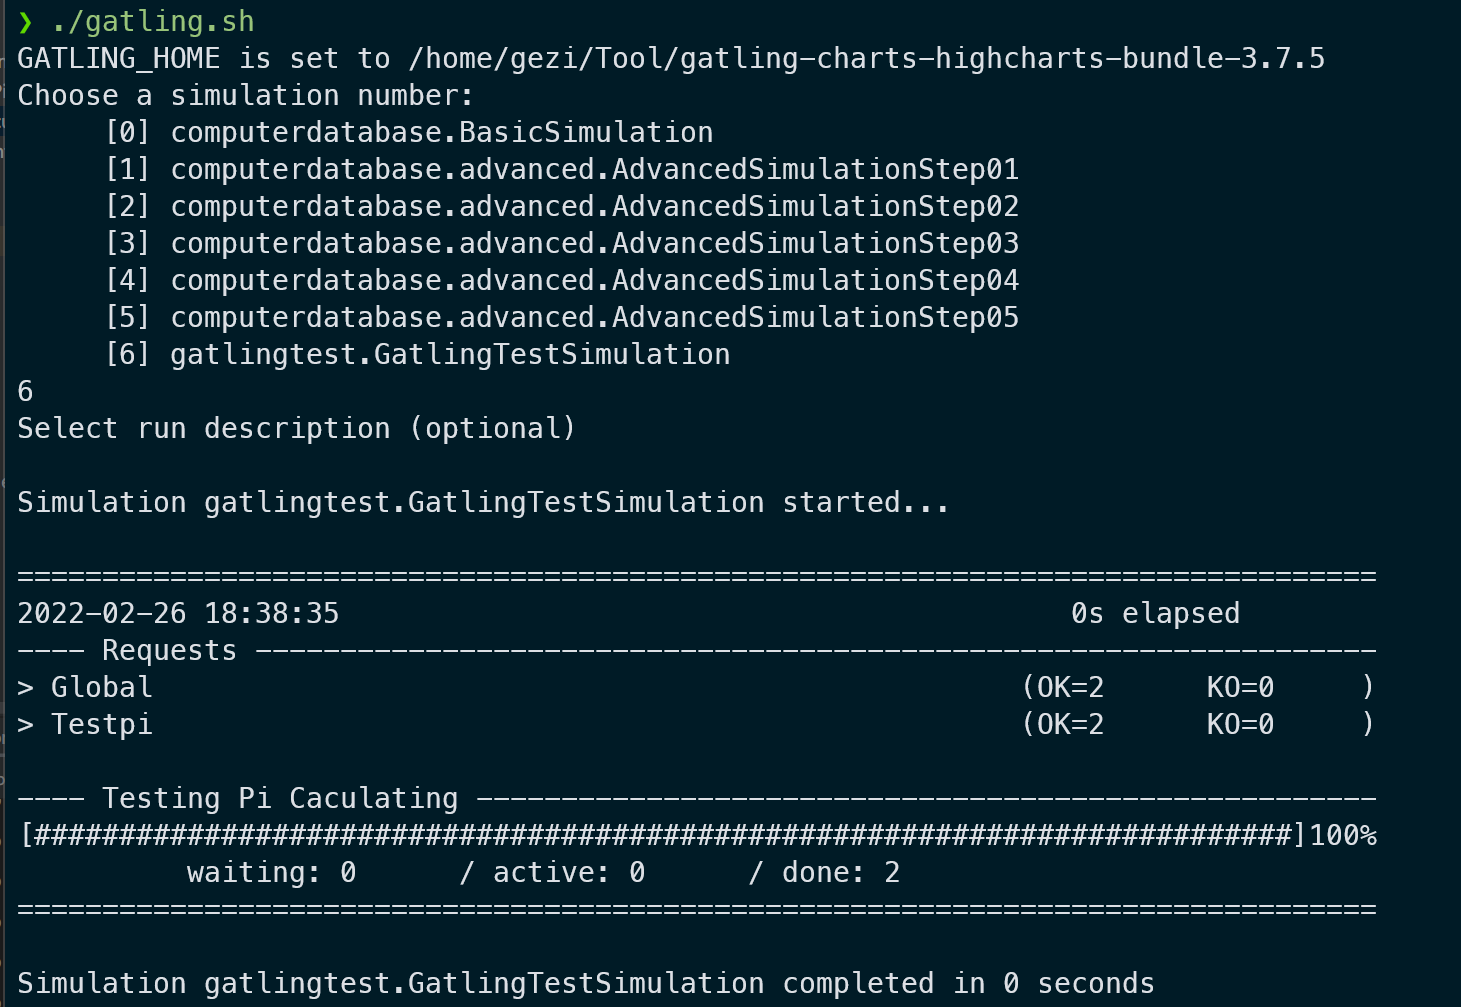 ❯ ./gatling.sh
GATLING_HOME is set to /home/gezi/Tool/gatling-charts-highcharts-bundle-3.7.5
Choose a simulation number:
     [0] computerdatabase.BasicSimulation
     [1] computerdatabase.advanced.AdvancedSimulationStep01
     [2] computerdatabase.advanced.AdvancedSimulationStep02
     [3] computerdatabase.advanced.AdvancedSimulationStep03
     [4] computerdatabase.advanced.AdvancedSimulationStep04
     [5] computerdatabase.advanced.AdvancedSimulationStep05
     [6] gatlingtest.GatlingTestSimulation
6
Select run description (optional)

Simulation gatlingtest.GatlingTestSimulation started...

================================================================================
2022-02-26 18:38:35                                           0s elapsed
---- Requests ------------------------------------------------------------------
> Global                                                   (OK=2      KO=0     )
> Testpi                                                   (OK=2      KO=0     )

---- Testing Pi Caculating -----------------------------------------------------
[##########################################################################]100%
          waiting: 0      / active: 0      / done: 2
================================================================================

Simulation gatlingtest.GatlingTestSimulation completed in 0 seconds